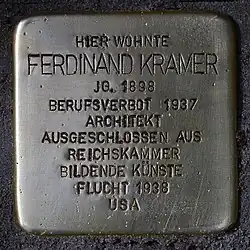 HIER WOHNTE
FERDINAND KRAMER
JG. 1898
BERUFSVERBOT 1937
ARCHITEKT
AUSGESCHLOSSEN AUS
REICHSKAMMER
BILDENDE KÜNSTE
FLUCHT 1938
USA